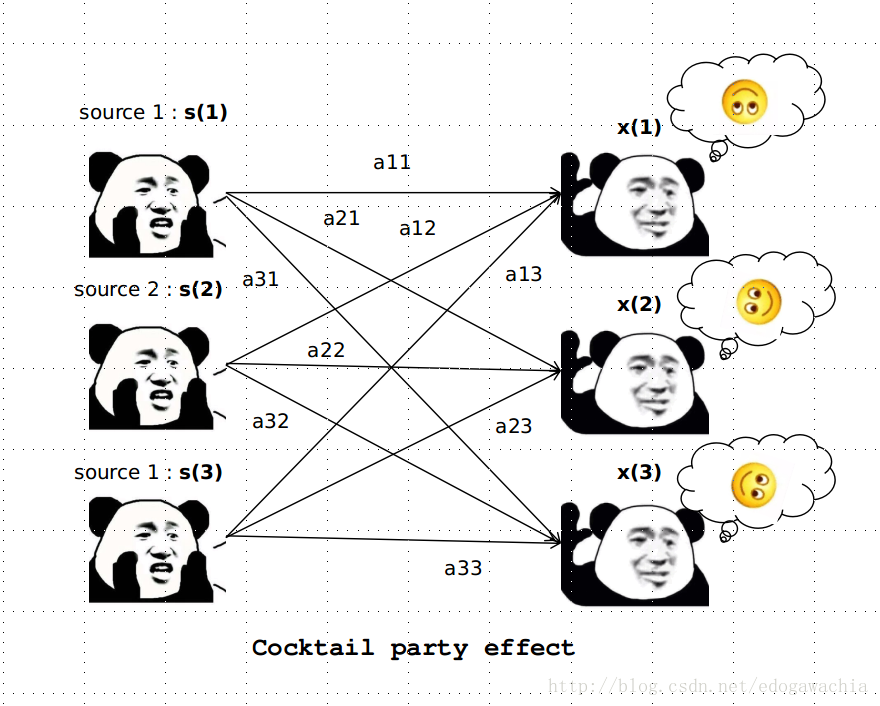 source 1 : s(1)
x(1)
a11
a21
a12
a31
a13
source 2 : s(2)
x(2)
a22
a32
a23
source 1 : s(3)
x(3)
a33
Cocktail party effect
http://blog.csdn.net/edogawachia